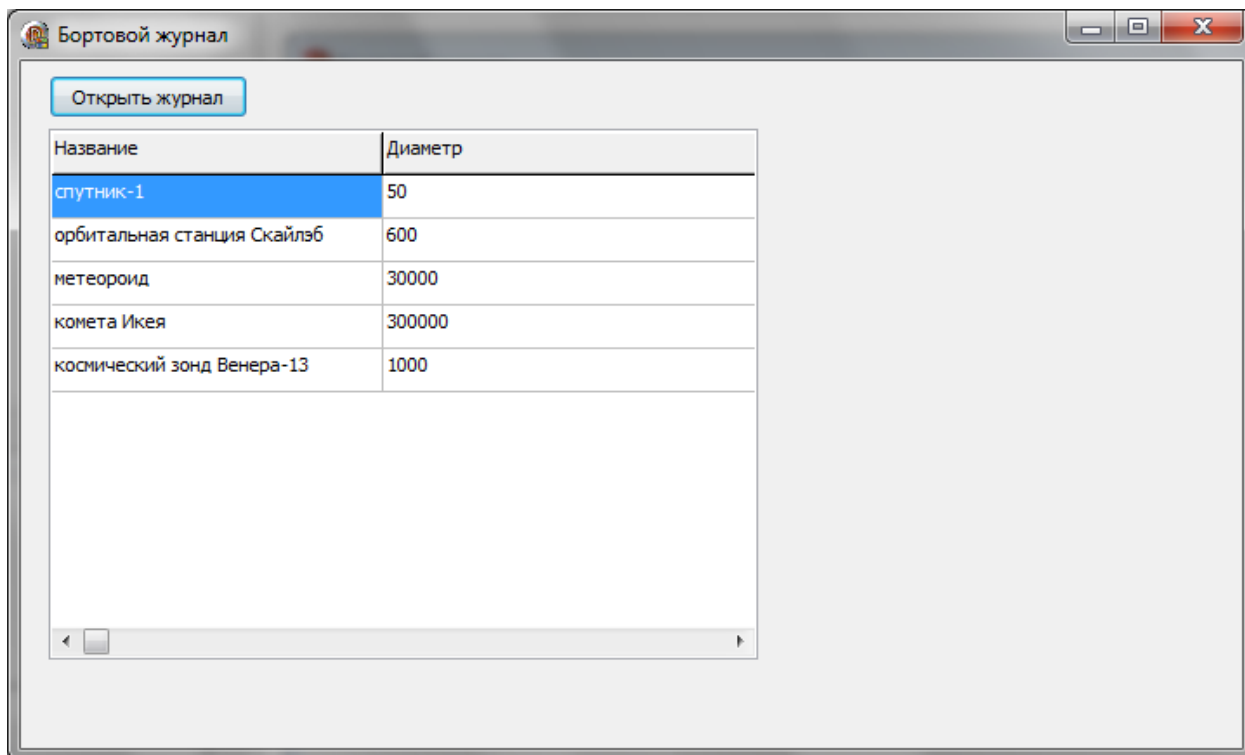 Бортовой журнал
Открыть журнал
Название Диаметр
спутник-1 50
орбитальная станция Скайлэб 600
метеороид 30000
комета Икея 300000
космический зонд Венера-13 1000